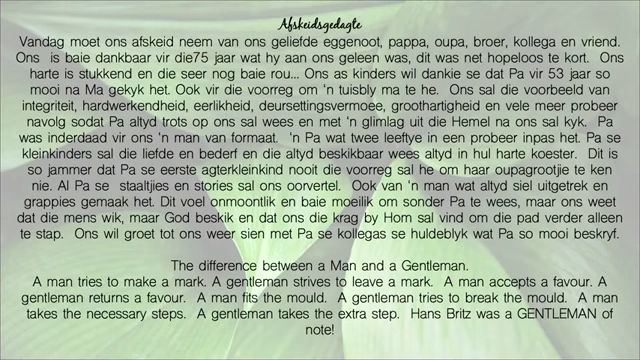 Afskeidsgedagte
Vandag moet ons afskeid neem van ons geliefde eggenoot, pappa, oupa, broer, kollega en vriend.
Ons is baie dankbaar vir die75 jaar wat hy aan ons geleen was, dit was net hopeloos te kort. Ons
harte is stukkend en die seer nog baie rou... Ons as kinders wil dankie se dat Pa vir 53 jaar so
mooi na Ma gekyk het. Ook vir die voorreg om 'n tuisbly ma te he. Ons sal die voorbeeld van
integriteit, hardwerkendheid, eerlikheid, deursettingsvermoee, groothartigheid en vele meer probeer
navolg sodat Pa altyd trots op ons sal wees en met 'n glimlag uit die Hemel na ons sal kyk. Pa
was inderdaad vir ons 'n man van formaat. 'n Pa wat twee leeftye in een probeer inpas het. Pa se
kleinkinders sal die liefde en bederf en die altyd beskikbaar wees altyd in hul harte koester. Dit is
so jammer dat Pa se eerste agterkleinkind nooit die voorreg sal he om haar oupagrootjie te ken
nie. Al Pa se staaltjies en stories sal ons oorvertel. Ook van 'n man wat altyd siel uitgetrek en
grappies gemaak het. Dit voel onmoontlik en baie moeilik om sonder Pa te wees, maar ons weet
dat die mens wik, maar God beskik en dat ons die krag by Hom sal vind om die pad verder alleen
te stap. Ons wil groet tot ons weer sien met Pa se kollegas se huldeblyk wat Pa so mooi beskryf.
The difference between a Man and a Gentleman.
A man tries to make a mark. A gentleman strives to leave a mark. A man accepts a favour. A
gentleman returns a favour. A man fits the mould. A gentleman tries to break the mould. A man
takes the necessary steps. A gentleman takes the extra step. Hans Britz was a GENTLEMAN of
note!